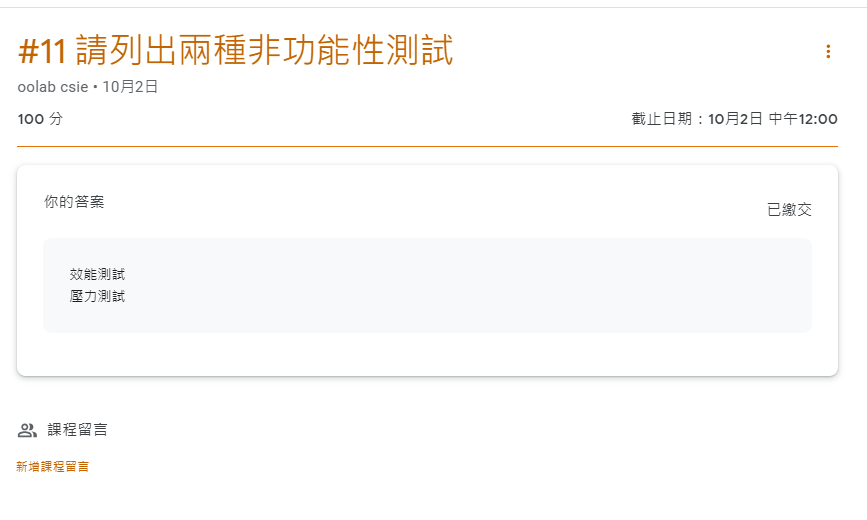 #11 請列出兩種非功能性測試
oolab csie • 10月2日
100 分
截止日期：10月2日 中午12:00
你的答案
已繳交
效能測試
壓力測試
課程留言
新增課程留言